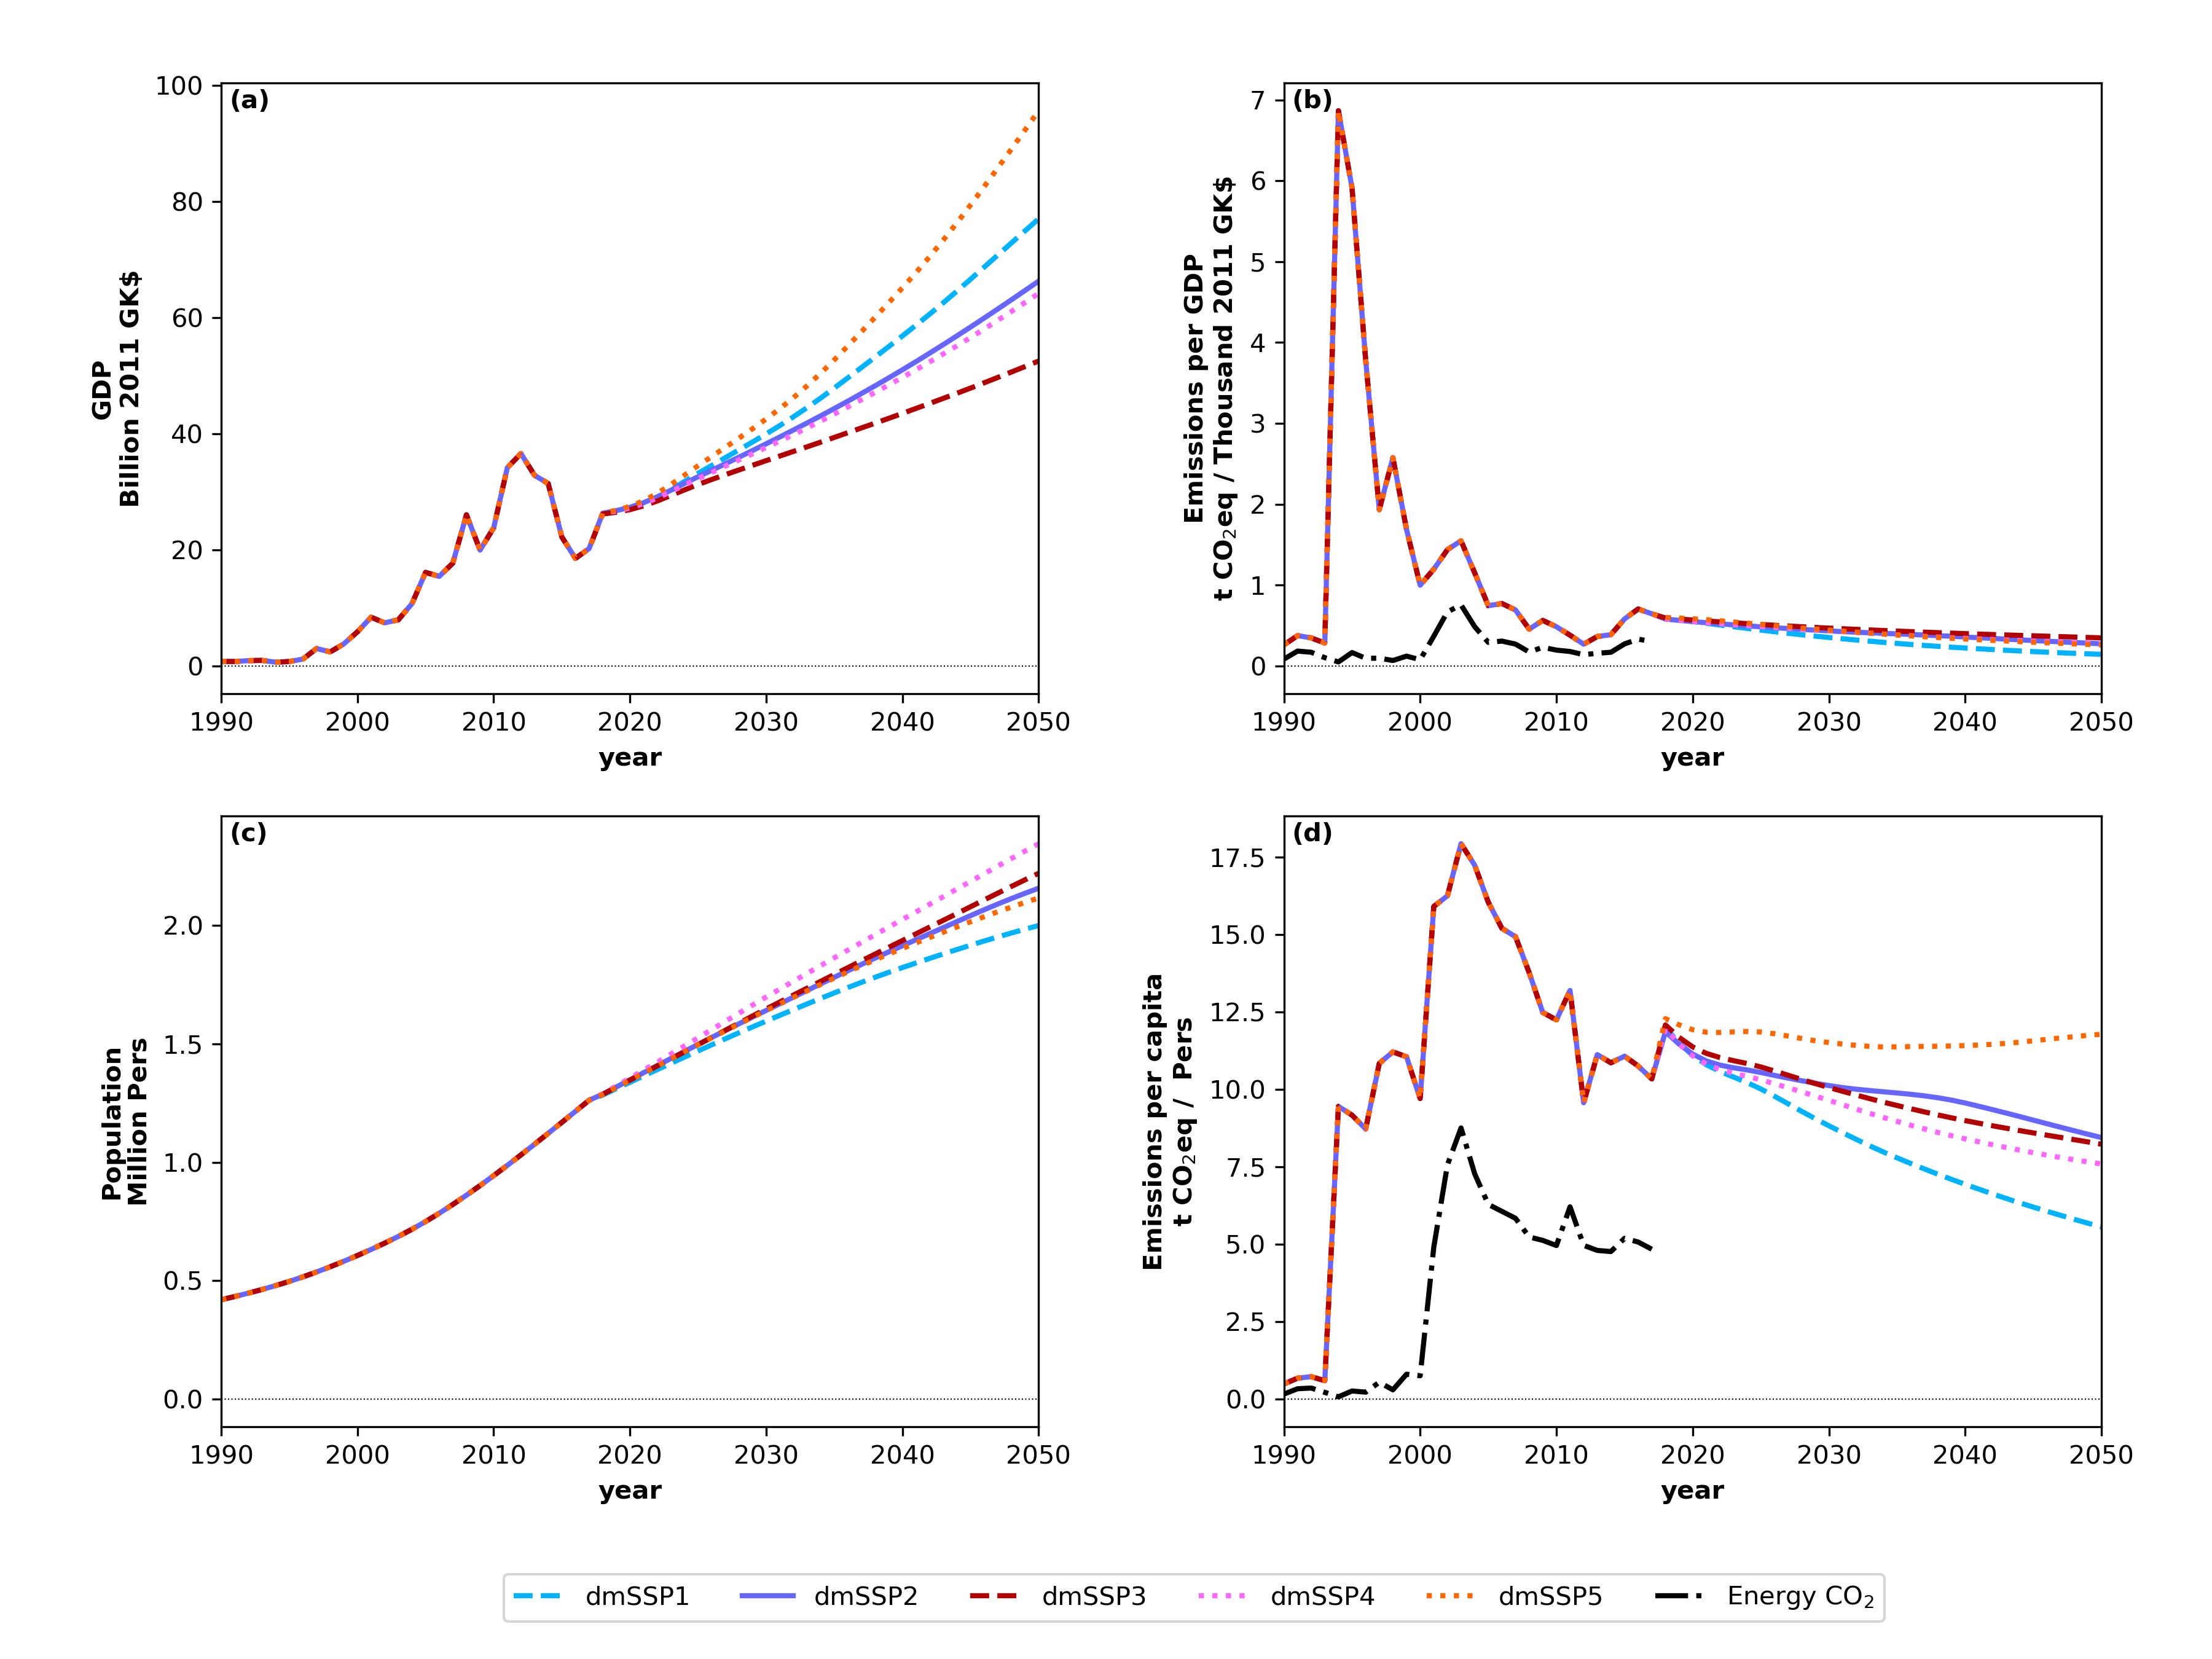 (a)
100
80
60
40
20
0
GDP
Billion 2011 GK$
1990 2000 2010 2020 2030 2040 2050
year
(b)
7
6
5
4
3
2
1
0
Emissions per GDP
t CO₂eq / Thousand 2011 GK$
1990 2000 2010 2020 2030 2040 2050
year
(c)
2.0
1.5
1.0
0.5
0.0
Population
Million Pers
1990 2000 2010 2020 2030 2040 2050
year
(d)
17.5
15.0
12.5
10.0
7.5
5.0
2.5
0.0
Emissions per capita
t CO₂eq / Pers
1990 2000 2010 2020 2030 2040 2050
year
dmSSP1 dmSSP2 dmSSP3 dmSSP4 dmSSP5 Energy CO₂